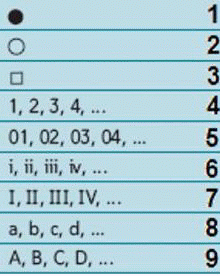 ● 1
○ 2
□ 3
1, 2, 3, 4, ... 4
01, 02, 03, 04, ... 5
i, ii, iii, iv, ... 6
I, II, III, IV, ... 7
a, b, c, d, ... 8
A, B, C, D, ... 9